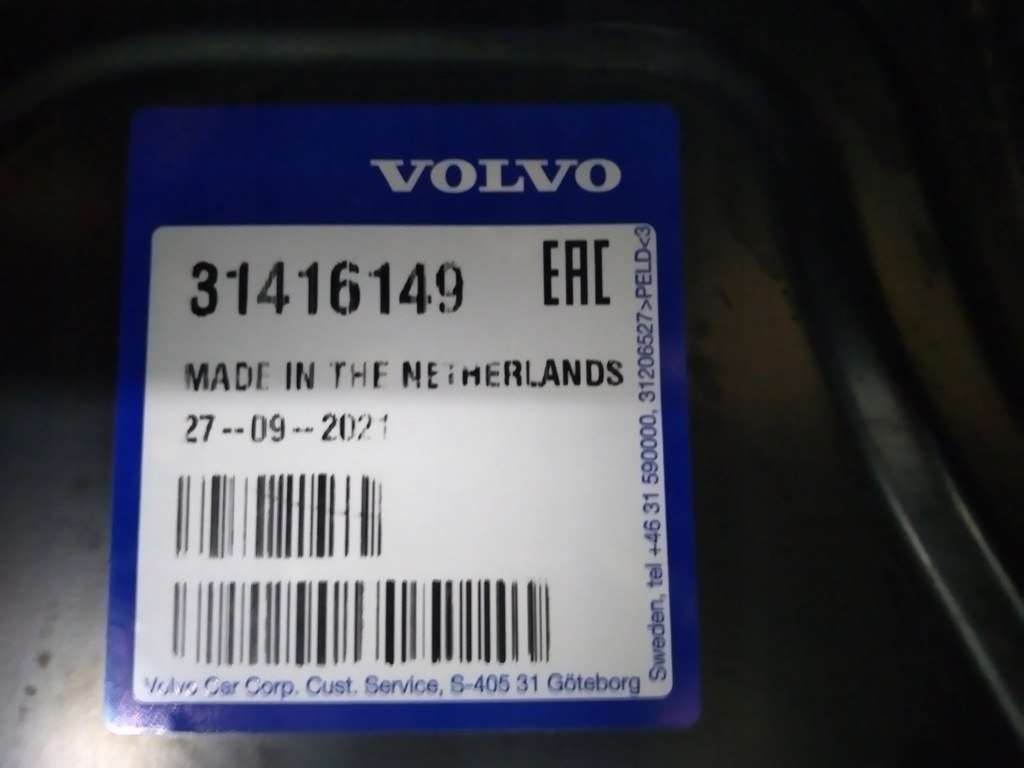 VOLVO
31416149
EAC
MADE IN THE NETHERLANDS
27--09--2021
Volvo Car Corp. Cust. Service, S-405 31 Göteborg
Sweden, tel +46 31 590000, 31206527>PELD<3